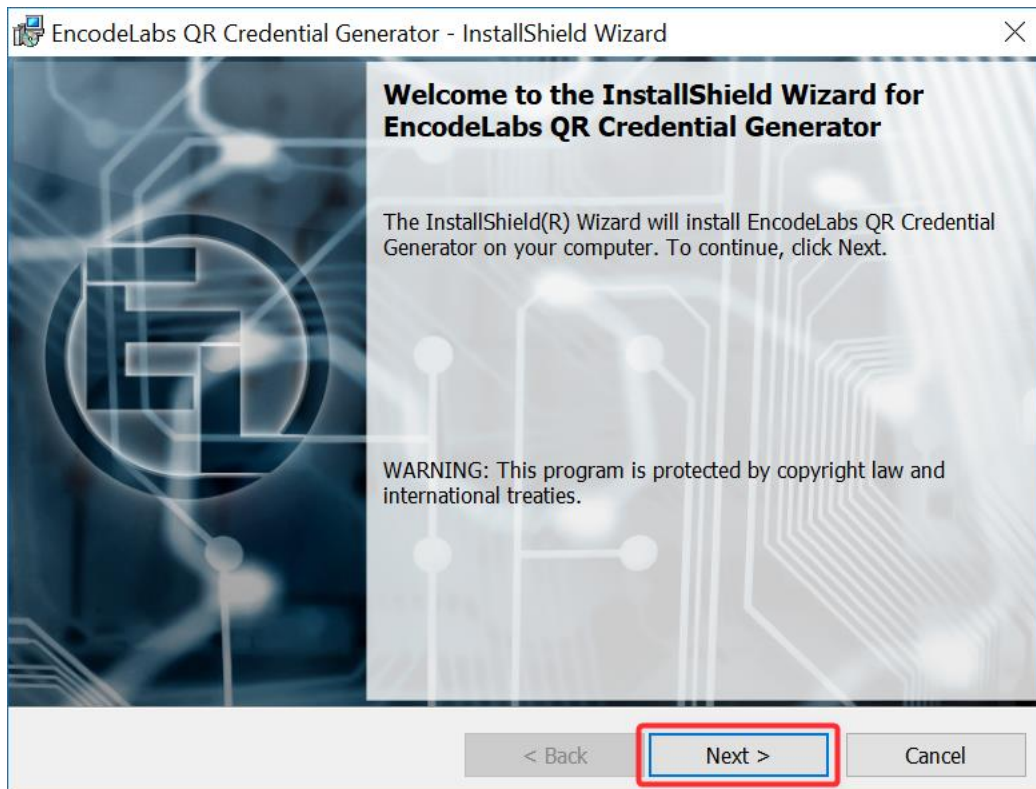 EncodeLabs QR Credential Generator - InstallShield Wizard
Welcome to the InstallShield Wizard for
EncodeLabs QR Credential Generator
The InstallShield(R) Wizard will install EncodeLabs QR Credential
Generator on your computer. To continue, click Next.
WARNING: This program is protected by copyright law and
international treaties.
< Back
Next >
Cancel